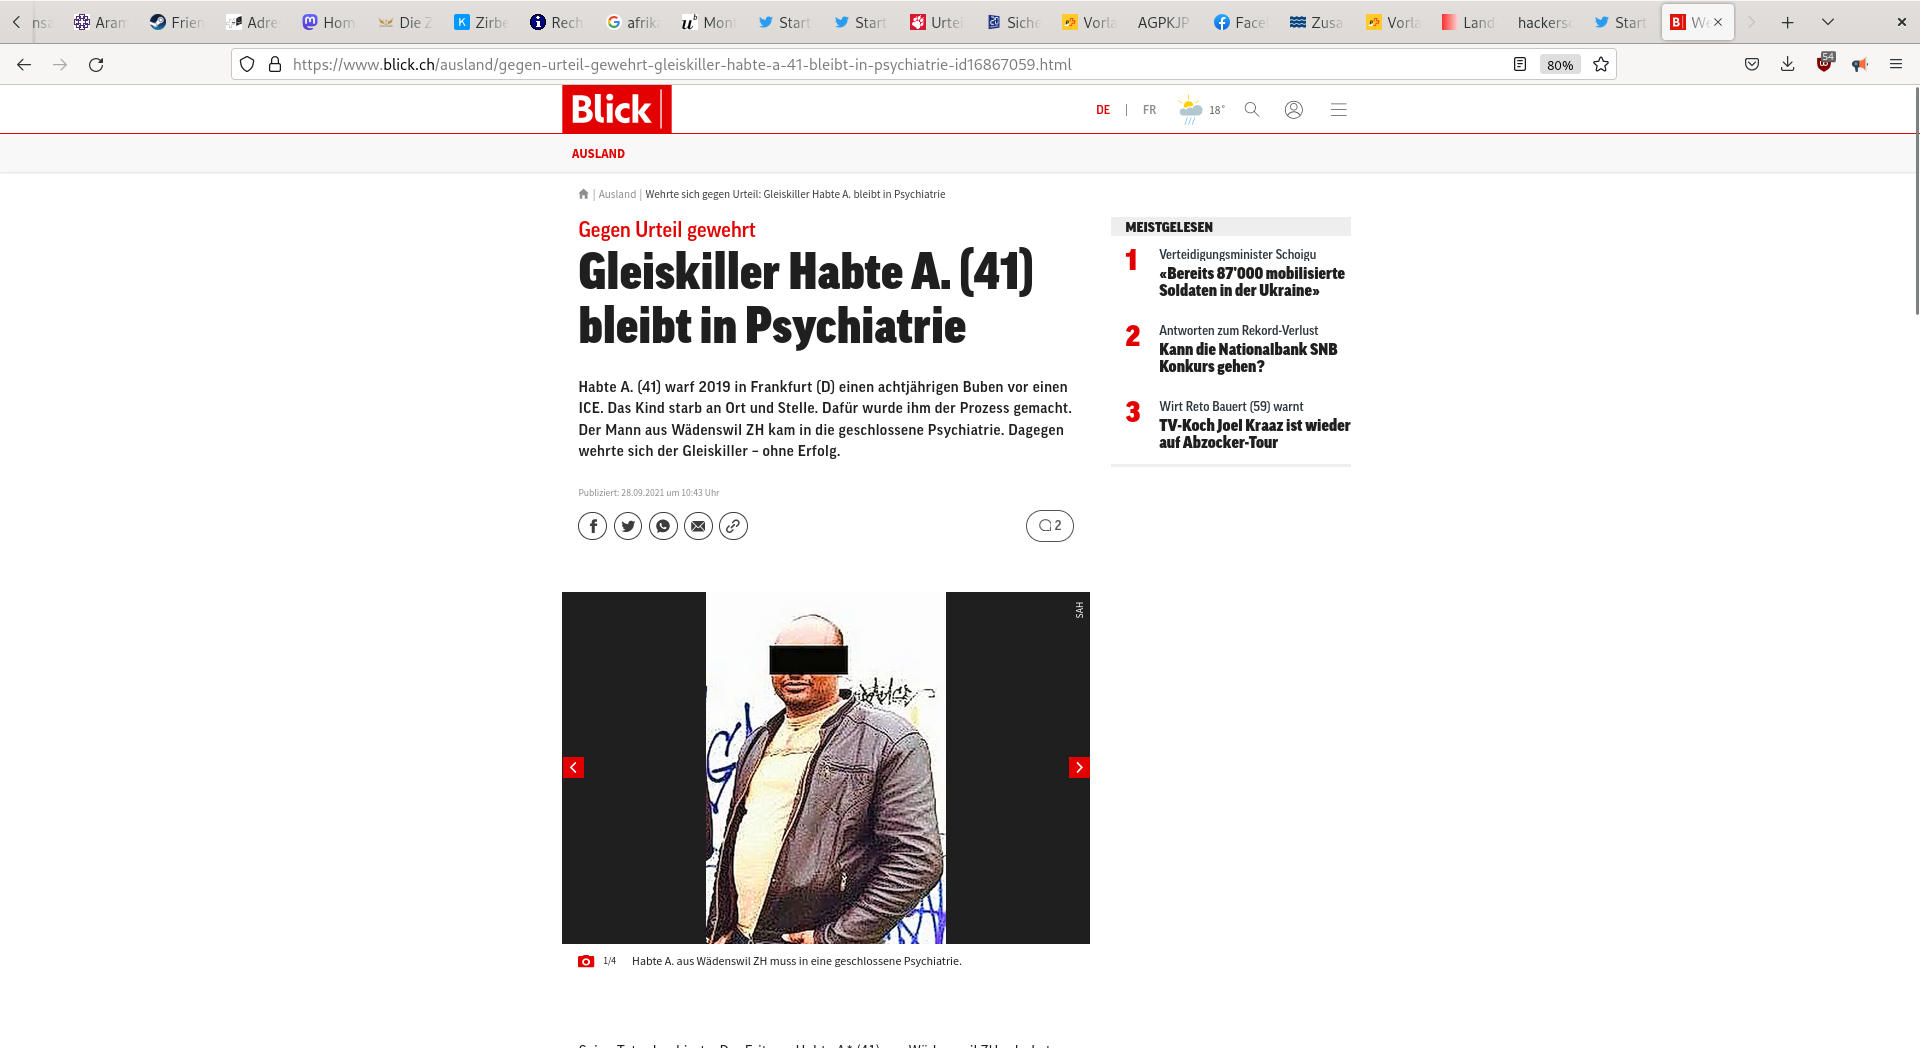 Aram
Frien
Adre
Hom
Die Z
Zirbe
Rech
afrika
Mon
Start
Start
Urtei
Siche
Vorla
AGPKJP
Face
Zusa
Vorla
Land
hackersc
Start
https://www.blick.ch/ausland/gegen-urteil-gewehrt-gleiskiller-habte-a-41-bleibt-in-psychiatrie-id16867059.html
80%
54
Blick
DE | FR
18°
AUSLAND
| Ausland | Wehrte sich gegen Urteil: Gleiskiller Habte A. bleibt in Psychiatrie
Gegen Urteil gewehrt
Gleiskiller Habte A. (41)
bleibt in Psychiatrie
Habte A. (41) warf 2019 in Frankfurt (D) einen achtjährigen Buben vor einen
ICE. Das Kind starb an Ort und Stelle. Dafür wurde ihm der Prozess gemacht.
Der Mann aus Wädenswil ZH kam in die geschlossene Psychiatrie. Dagegen
wehrte sich der Gleiskiller – ohne Erfolg.
Publiziert: 28.09.2021 um 10:43 Uhr
2
MEISTGELESEN
1
Verteidigungsminister Schoigu
«Bereits 87'000 mobilisierte
Soldaten in der Ukraine»
2
Antworten zum Rekord-Verlust
Kann die Nationalbank SNB
Konkurs gehen?
3
Wirt Reto Bauert (59) warnt
TV-Koch Joel Kraaz ist wieder
auf Abzocker-Tour
SAH
1/4
Habte A. aus Wädenswil ZH muss in eine geschlossene Psychiatrie.